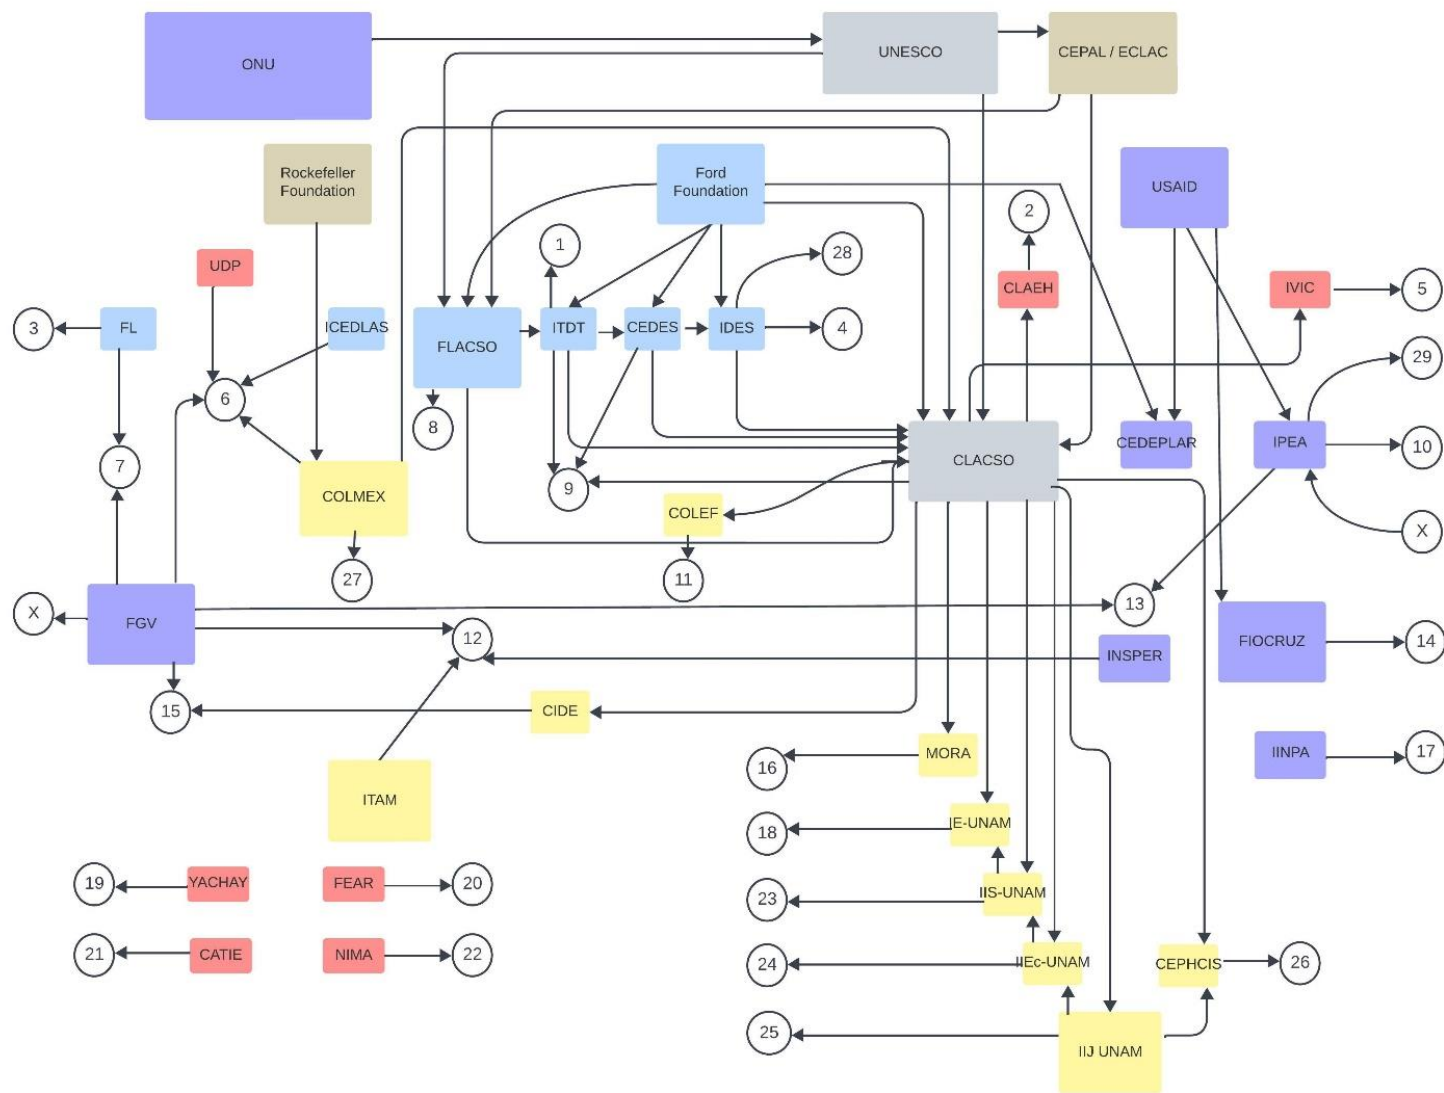 ONU
UNESCO
CEPAL / ECLAC
Rockefeller
Foundation
Ford
Foundation
USAID
2
1
28
UDP
CLAEH
IVIC
5
3
FL
ICEDLAS
FLACSO
ITDT
CEDES
IDES
4
29
6
8
CEDEPLAR
IPEA
10
7
CLACSO
9
COLMEX
COLEF
X
27
11
X
FGV
13
12
INSPER
FIOCRUZ
14
15
CIDE
16
MORA
IINPA
17
ITAM
18
IE-UNAM
19
YACHAY
FEAR
20
23
IIS-UNAM
21
CATIE
NIMA
22
24
IIEc-UNAM
CEPHCIS
26
25
IIJ UNAM